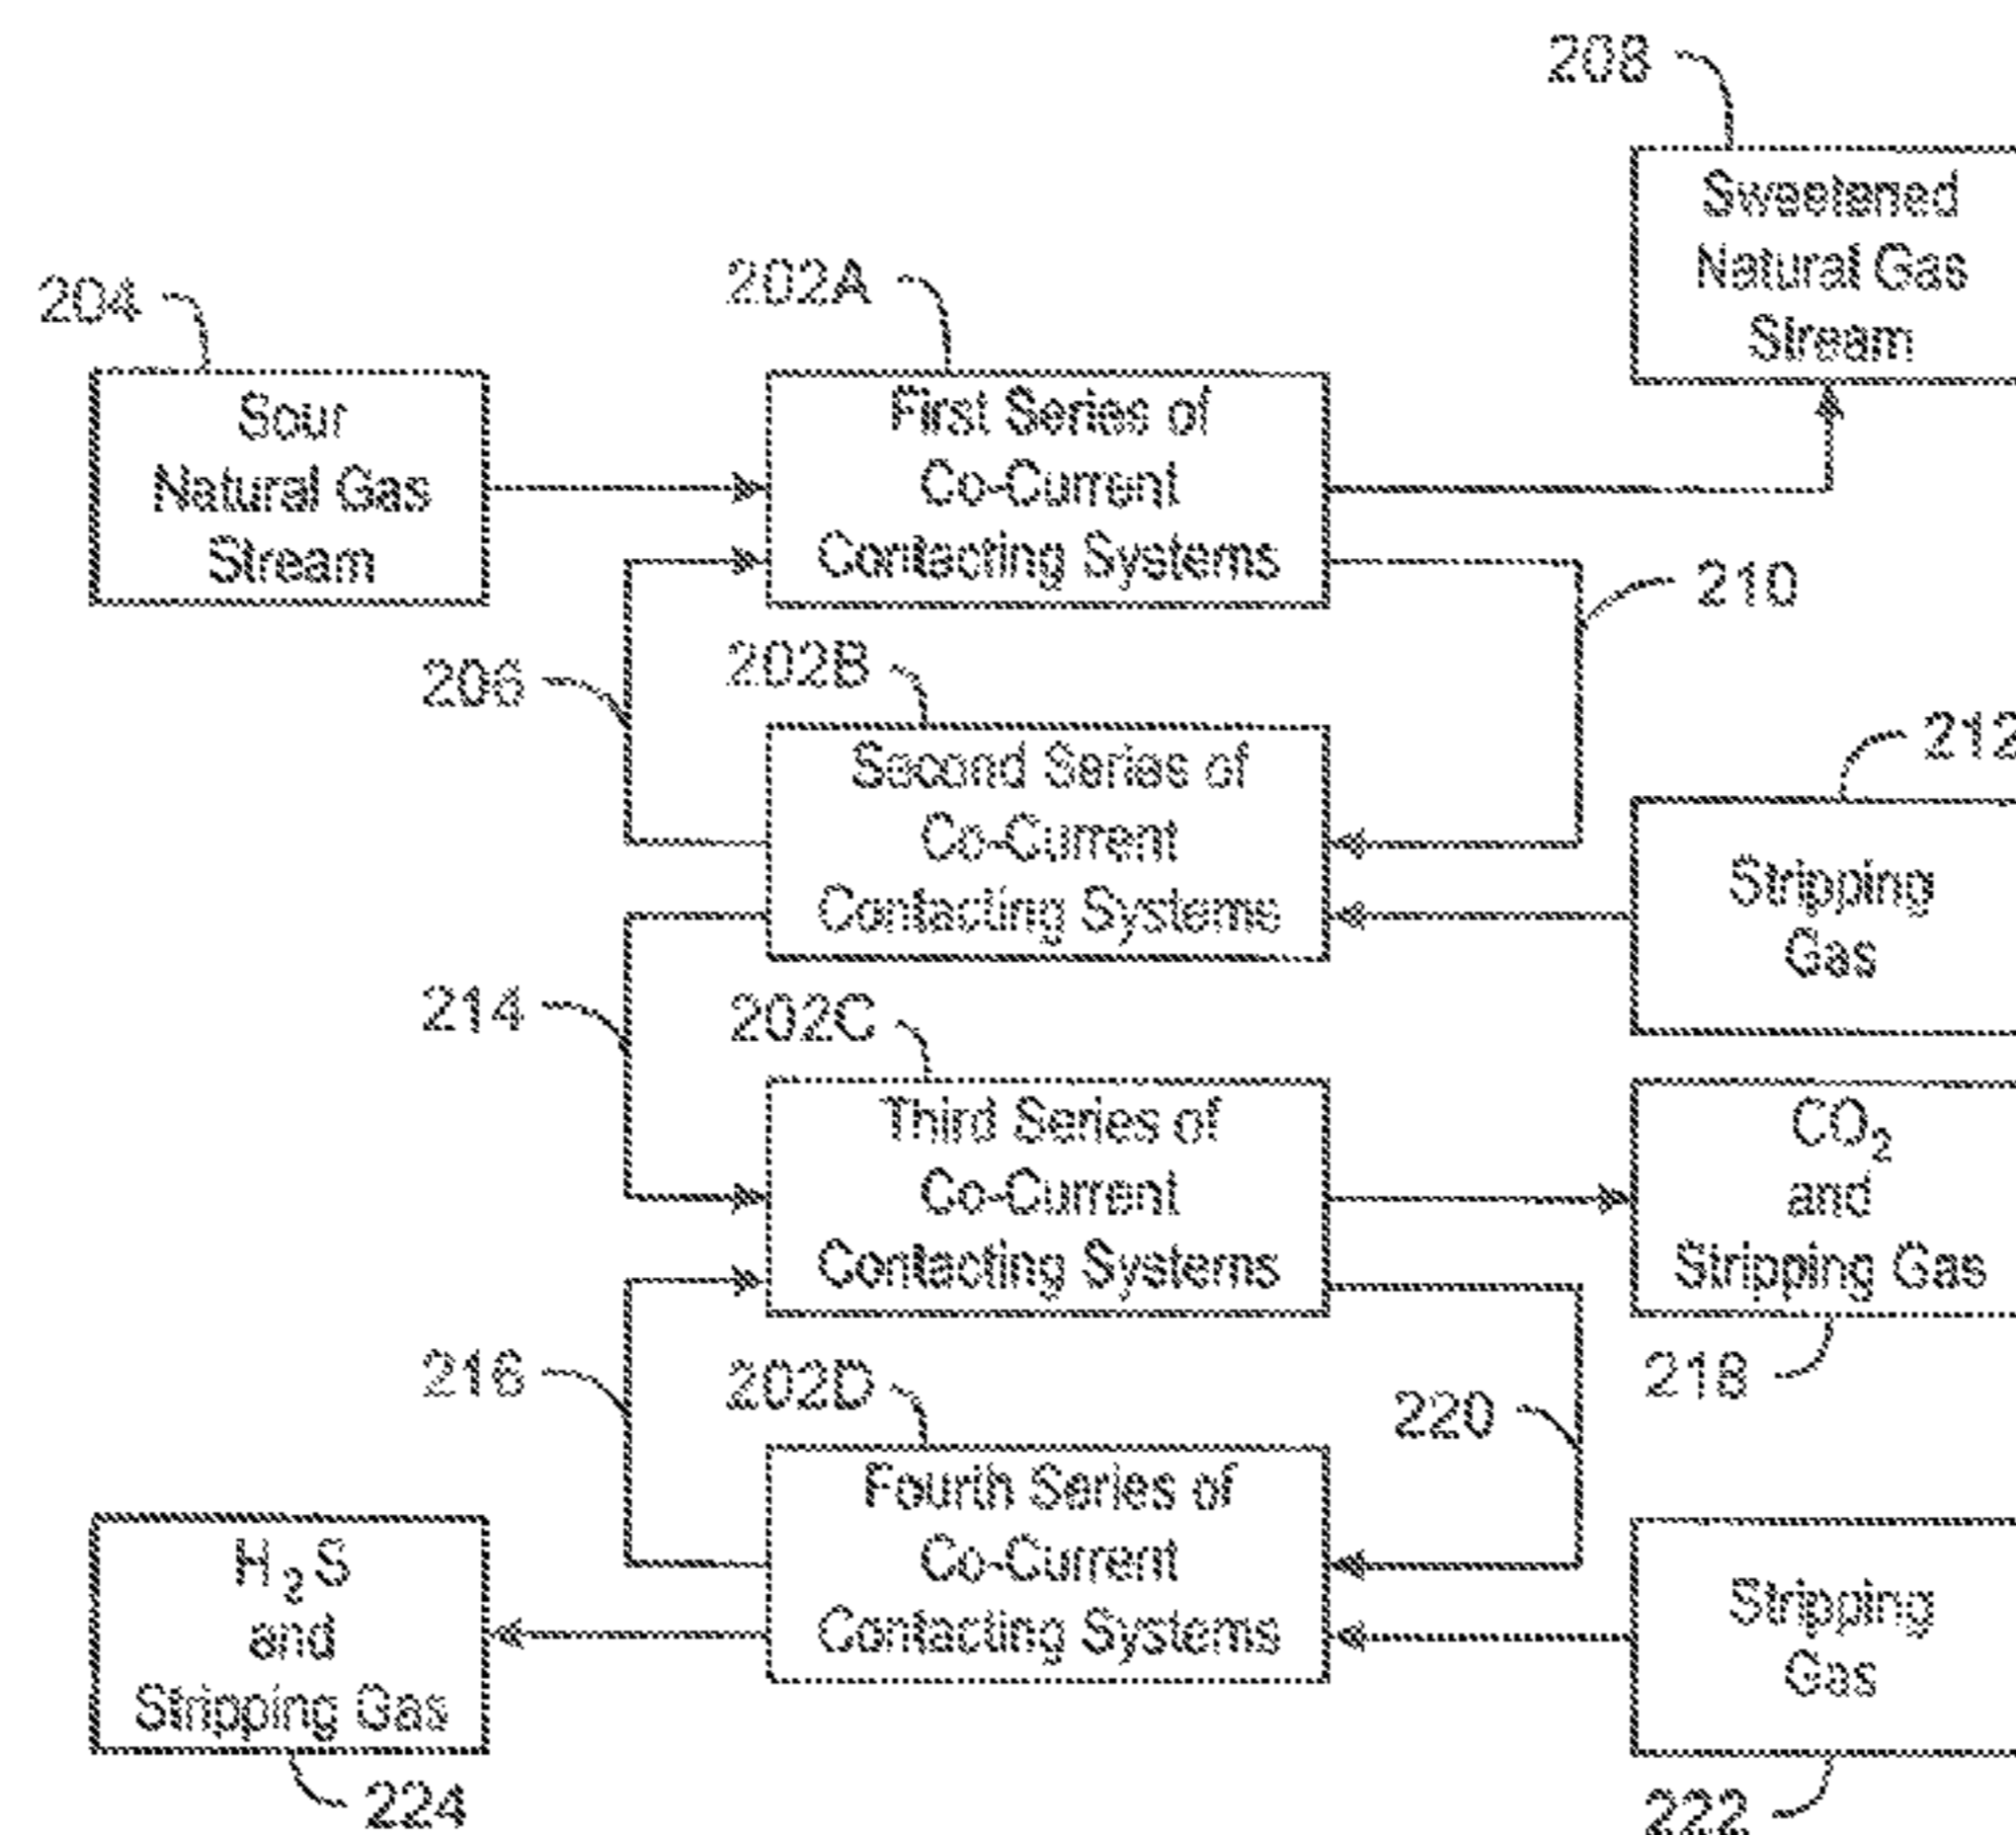 208
Sweetened
Natural Gas
Stream
204
202A
Sour
Natural Gas
Stream
First Series of
Co-Current
Contacting Systems
210
206
202B
Second Series of
Co-Current
Contacting Systems
212
Stripping
Gas
214
202C
Third Series of
Co-Current
Contacting Systems
CO2
and
Stripping Gas
218
216
202D
220
Fourth Series of
Co-Current
Contacting Systems
H2S
and
Stripping Gas
224
Stripping
Gas
222